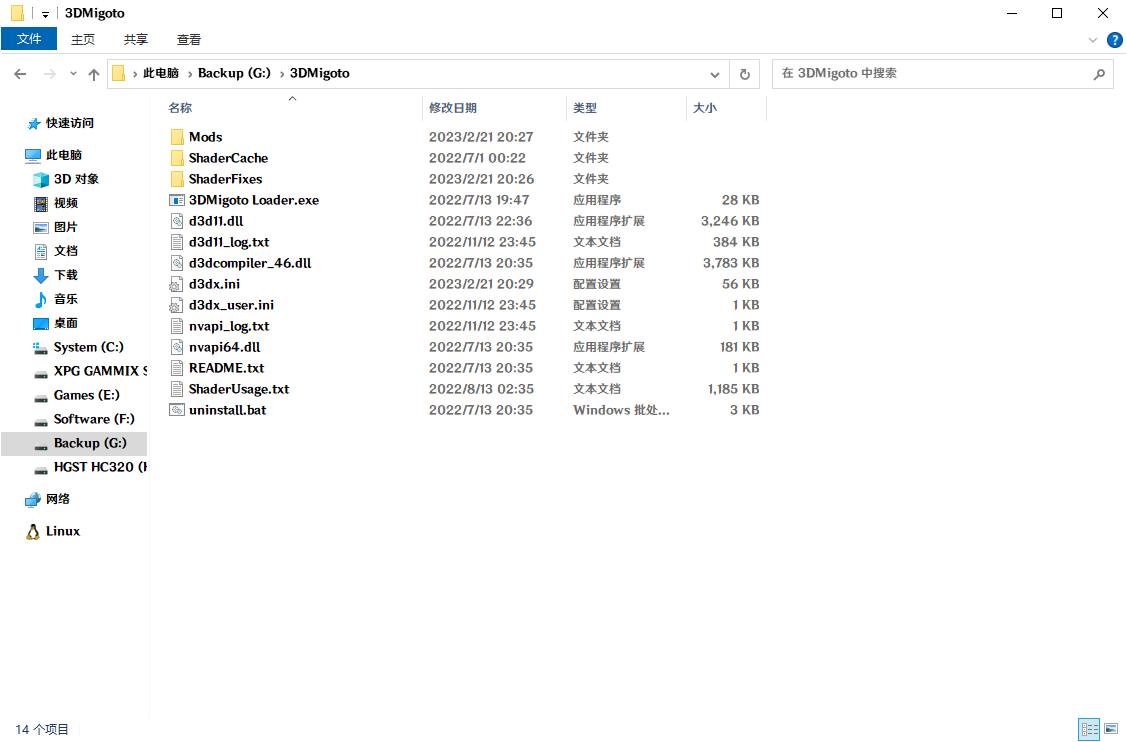 3DMigoto
文件 主页 共享 查看
此电脑 › Backup (G:) › 3DMigoto
在 3DMigoto 中搜索
快速访问
此电脑
3D 对象
视频
图片
文档
下载
音乐
桌面
System (C:)
XPG GAMMIX S
Games (E:)
Software (F:)
Backup (G:)
HGST HC320 (H
网络
Linux
名称 修改日期 类型 大小
Mods 2023/2/21 20:27 文件夹
ShaderCache 2022/7/1 00:22 文件夹
ShaderFixes 2023/2/21 20:26 文件夹
3DMigoto Loader.exe 2022/7/13 19:47 应用程序 28 KB
d3d11.dll 2022/7/13 22:36 应用程序扩展 3,246 KB
d3d11_log.txt 2022/11/12 23:45 文本文档 384 KB
d3dcompiler_46.dll 2022/7/13 20:35 应用程序扩展 3,783 KB
d3dx.ini 2023/2/21 20:29 配置设置 56 KB
d3dx_user.ini 2022/11/12 23:45 配置设置 1 KB
nvapi_log.txt 2022/11/12 23:45 文本文档 1 KB
nvapi64.dll 2022/7/13 20:35 应用程序扩展 181 KB
README.txt 2022/7/13 20:35 文本文档 1 KB
ShaderUsage.txt 2022/8/13 02:35 文本文档 1,185 KB
uninstall.bat 2022/7/13 20:35 Windows 批处... 3 KB
14 个项目